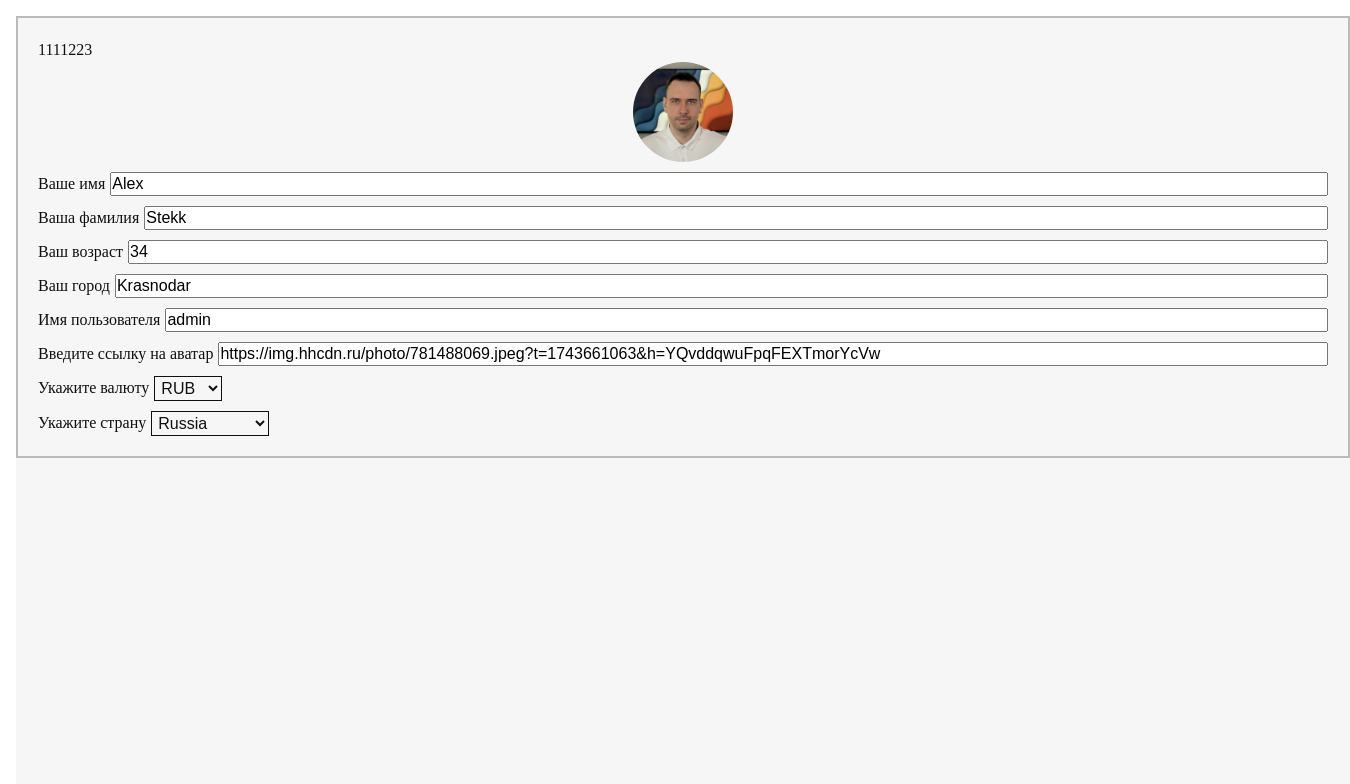 1111223
Ваше имя Alex
Ваша фамилия Stekk
Ваш возраст 34
Ваш город Krasnodar
Имя пользователя admin
Введите ссылку на аватар https://img.hhcdn.ru/photo/781488069.jpeg?t=1743661063&h=YQvddqwuFpqFEXTmorYcVw
Укажите валюту RUB
Укажите страну Russia